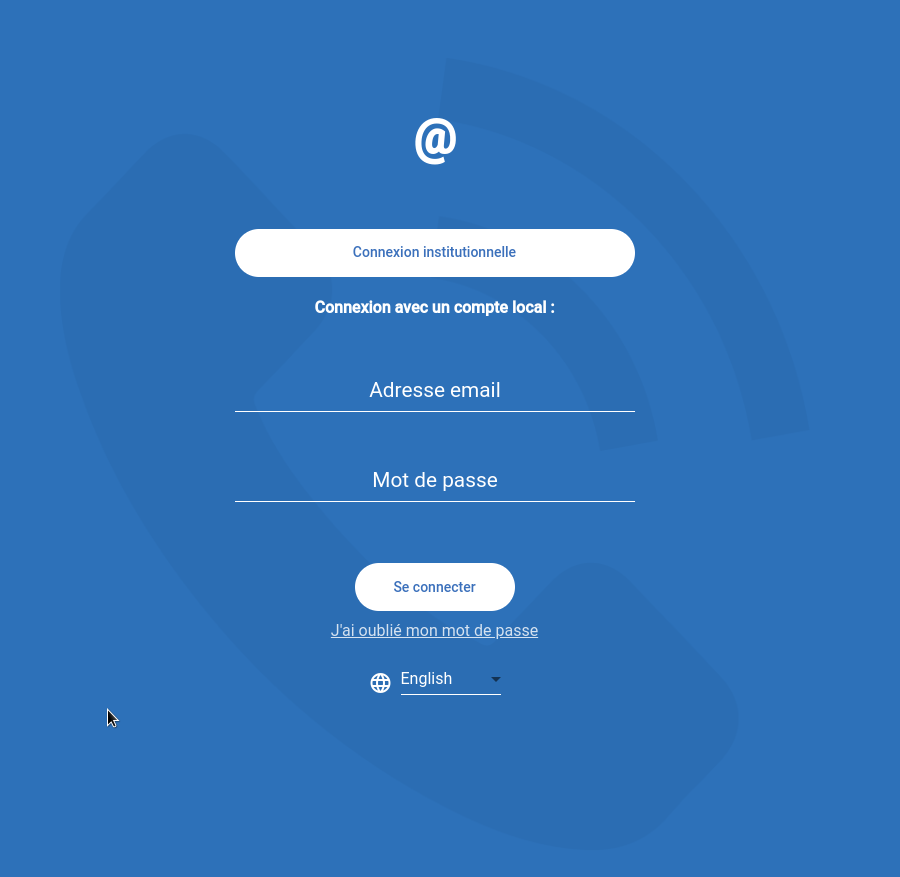 @
Connexion institutionnelle
Connexion avec un compte local :
Adresse email
Mot de passe
Se connecter
J'ai oublié mon mot de passe
English